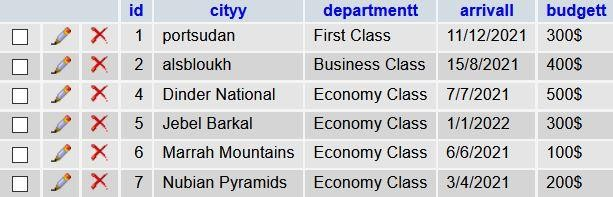 id cityy departmentt arrivall budgett
1 portsudan First Class 11/12/2021 300$
2 alsbloukh Business Class 15/8/2021 400$
4 Dinder National Economy Class 7/7/2021 500$
5 Jebel Barkal Economy Class 1/1/2022 300$
6 Marrah Mountains Economy Class 6/6/2021 100$
7 Nubian Pyramids Economy Class 3/4/2021 200$